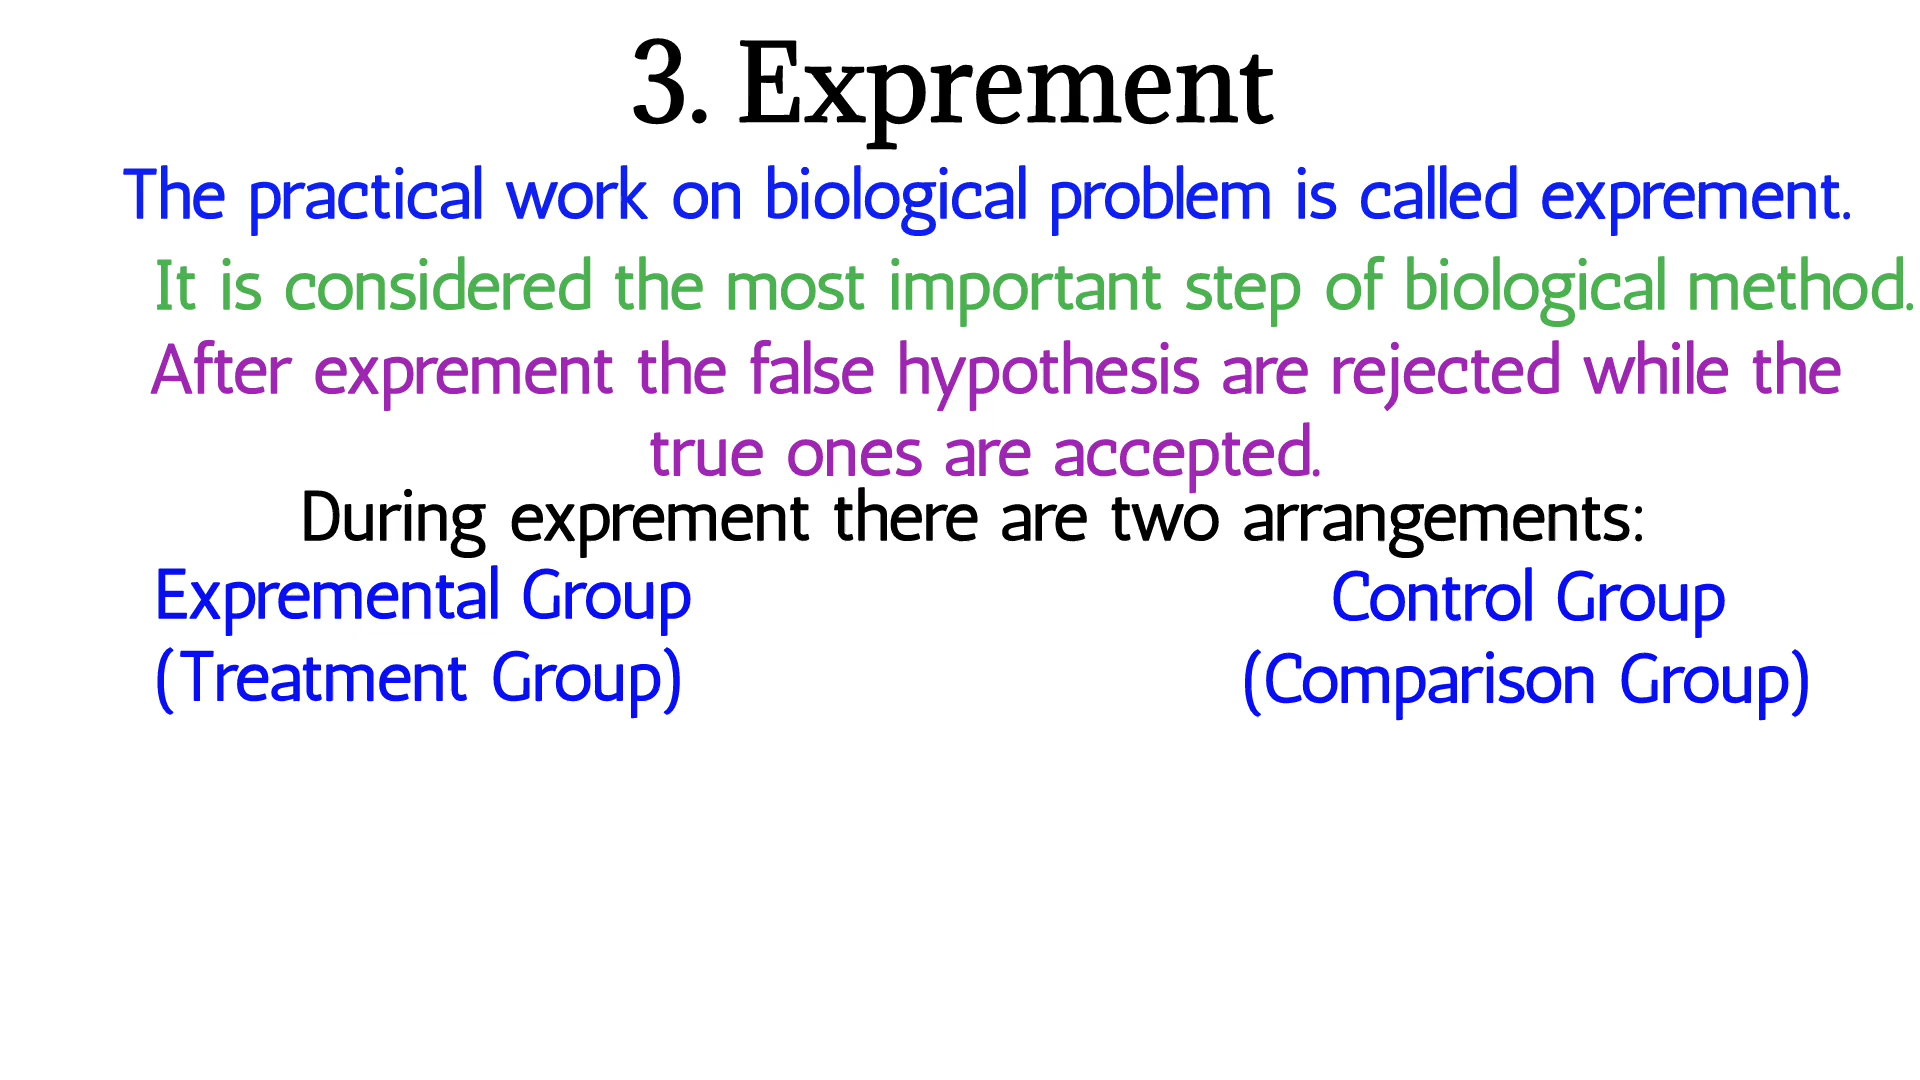 3. Exprement
The practical work on biological problem is called exprement.
It is considered the most important step of biological method.
After exprement the false hypothesis are rejected while the
true ones are accepted.
During exprement there are two arrangements:
Expremental Group
(Treatment Group)
Control Group
(Comparison Group)